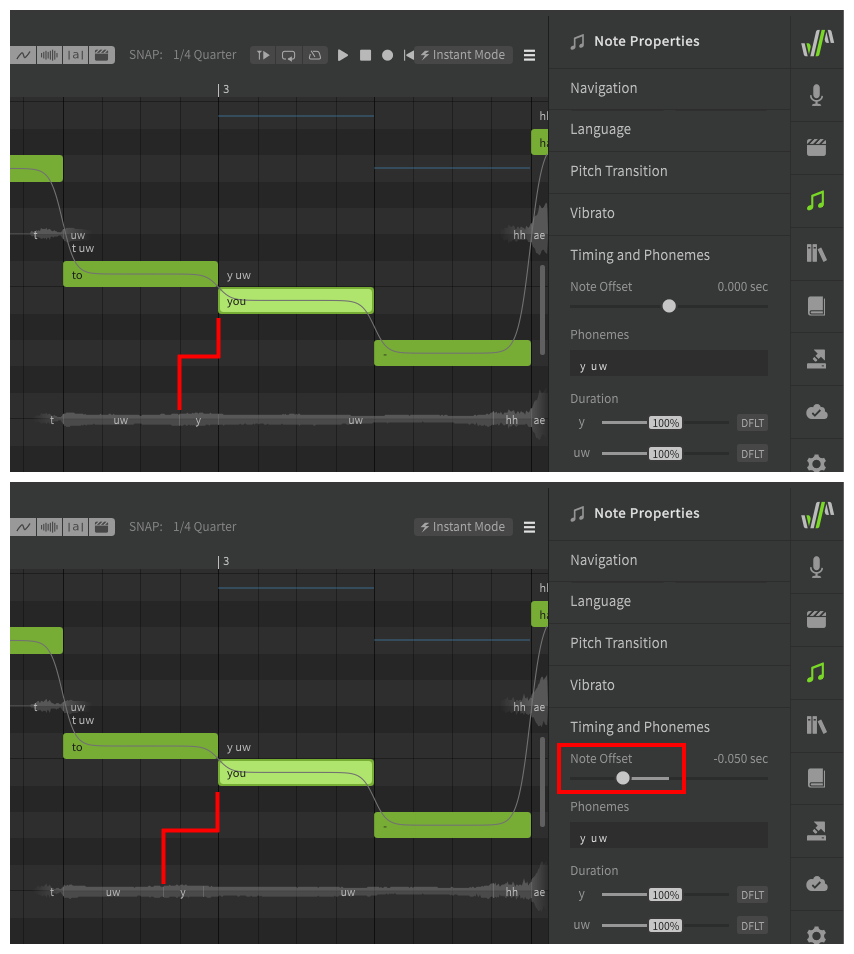 |a| SNAP: 1/4 Quarter Instant Mode Note Properties
3
Navigation
Language
Pitch Transition
Vibrato
hh
ha
t uw hh ae
t uw
Timing and Phonemes
to y uw
you
Note Offset 0.000 sec
Phonemes
-
y uw
Duration
t uw y uw hh ae
y 100% DFLT
uw 100% DFLT
|a| SNAP: 1/4 Quarter Instant Mode Note Properties
3
Navigation
Language
Pitch Transition
Vibrato
hh
ha
t uw hh ae
t uw
Timing and Phonemes
to y uw
you
Note Offset -0.050 sec
Phonemes
-
y uw
Duration
t uw y uw hh ae
y 100% DFLT
uw 100% DFLT